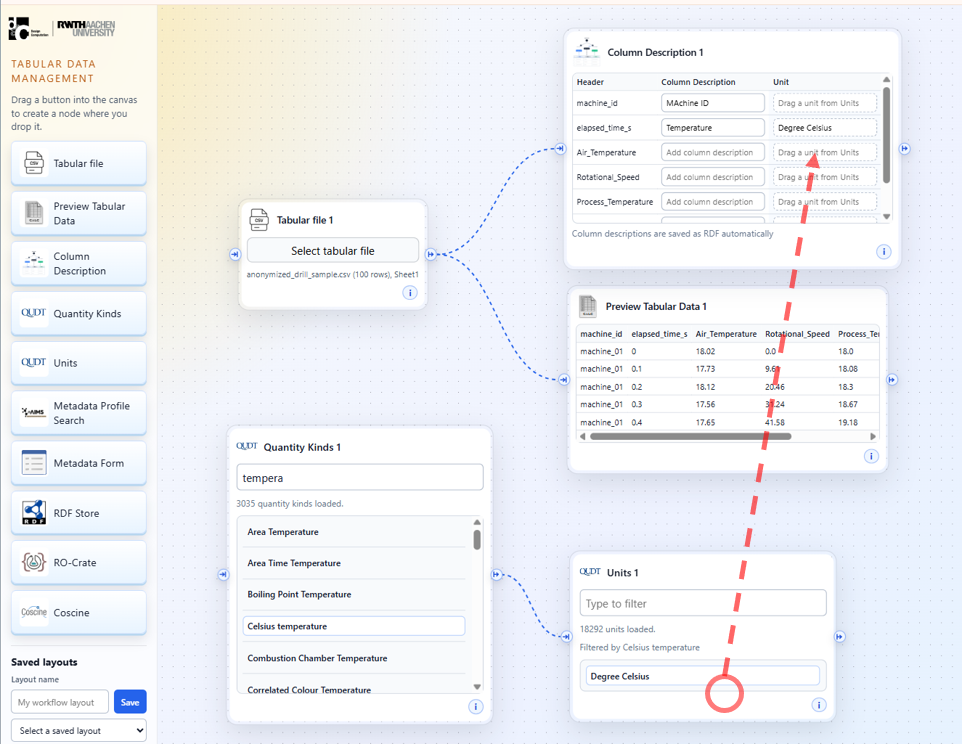 Design
Computation
RWTH AACHEN
UNIVERSITY
TABULAR DATA
MANAGEMENT
Drag a button into the canvas
to create a node where you
drop it.
CSV
Tabular file
Preview Tabular
Data
Column
Description
QUDT
Quantity Kinds
QUDT
Units
AIMS
Metadata Profile
Search
Metadata Form
RDF
RDF Store
RO-Crate
Coscine
Coscine
Saved layouts
Layout name
My workflow layout
Save
Select a saved layout
CSV
Tabular file 1
Select tabular file
anonymized_drill_sample.csv (100 rows), Sheet1
i
Column Description 1
Header Column Description Unit
machine_id MAchine ID Drag a unit from Units
elapsed_time_s Temperature Degree Celsius
Air_Temperature Add column description Drag a unit from Units
Rotational_Speed Add column description Drag a unit from Units
Process_Temperature Add column description Drag a unit from Units
Column descriptions are saved as RDF automatically
i
Preview Tabular Data 1
machine_id elapsed_time_s Air_Temperature Rotational_Speed Process_Te
machine_01 0 18.02 0.0 18.0
machine_01 0.1 17.73 18.08
machine_01 0.2 18.12 20.46 18.3
machine_01 0.3 17.56 18.67
machine_01 0.4 17.65 41.58 19.18
i
QUDT Quantity Kinds 1
tempera
3035 quantity kinds loaded.
Area Temperature
Area Time Temperature
Boiling Point Temperature
Celsius temperature
Combustion Chamber Temperature
Correlated Colour Temperature
i
QUDT Units 1
Type to filter
18292 units loaded.
Filtered by Celsius temperature
Degree Celsius
i